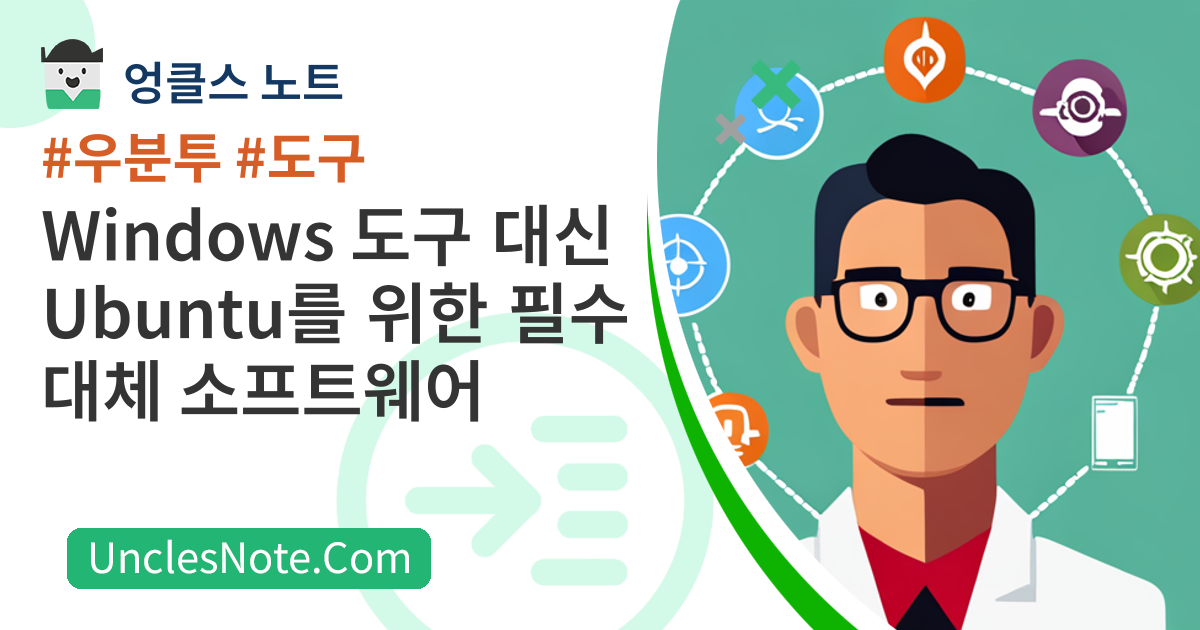 엉클스 노트
#우분투 #도구
Windows 도구 대신
Ubuntu를 위한 필수
대체 소프트웨어
UnclesNote.Com